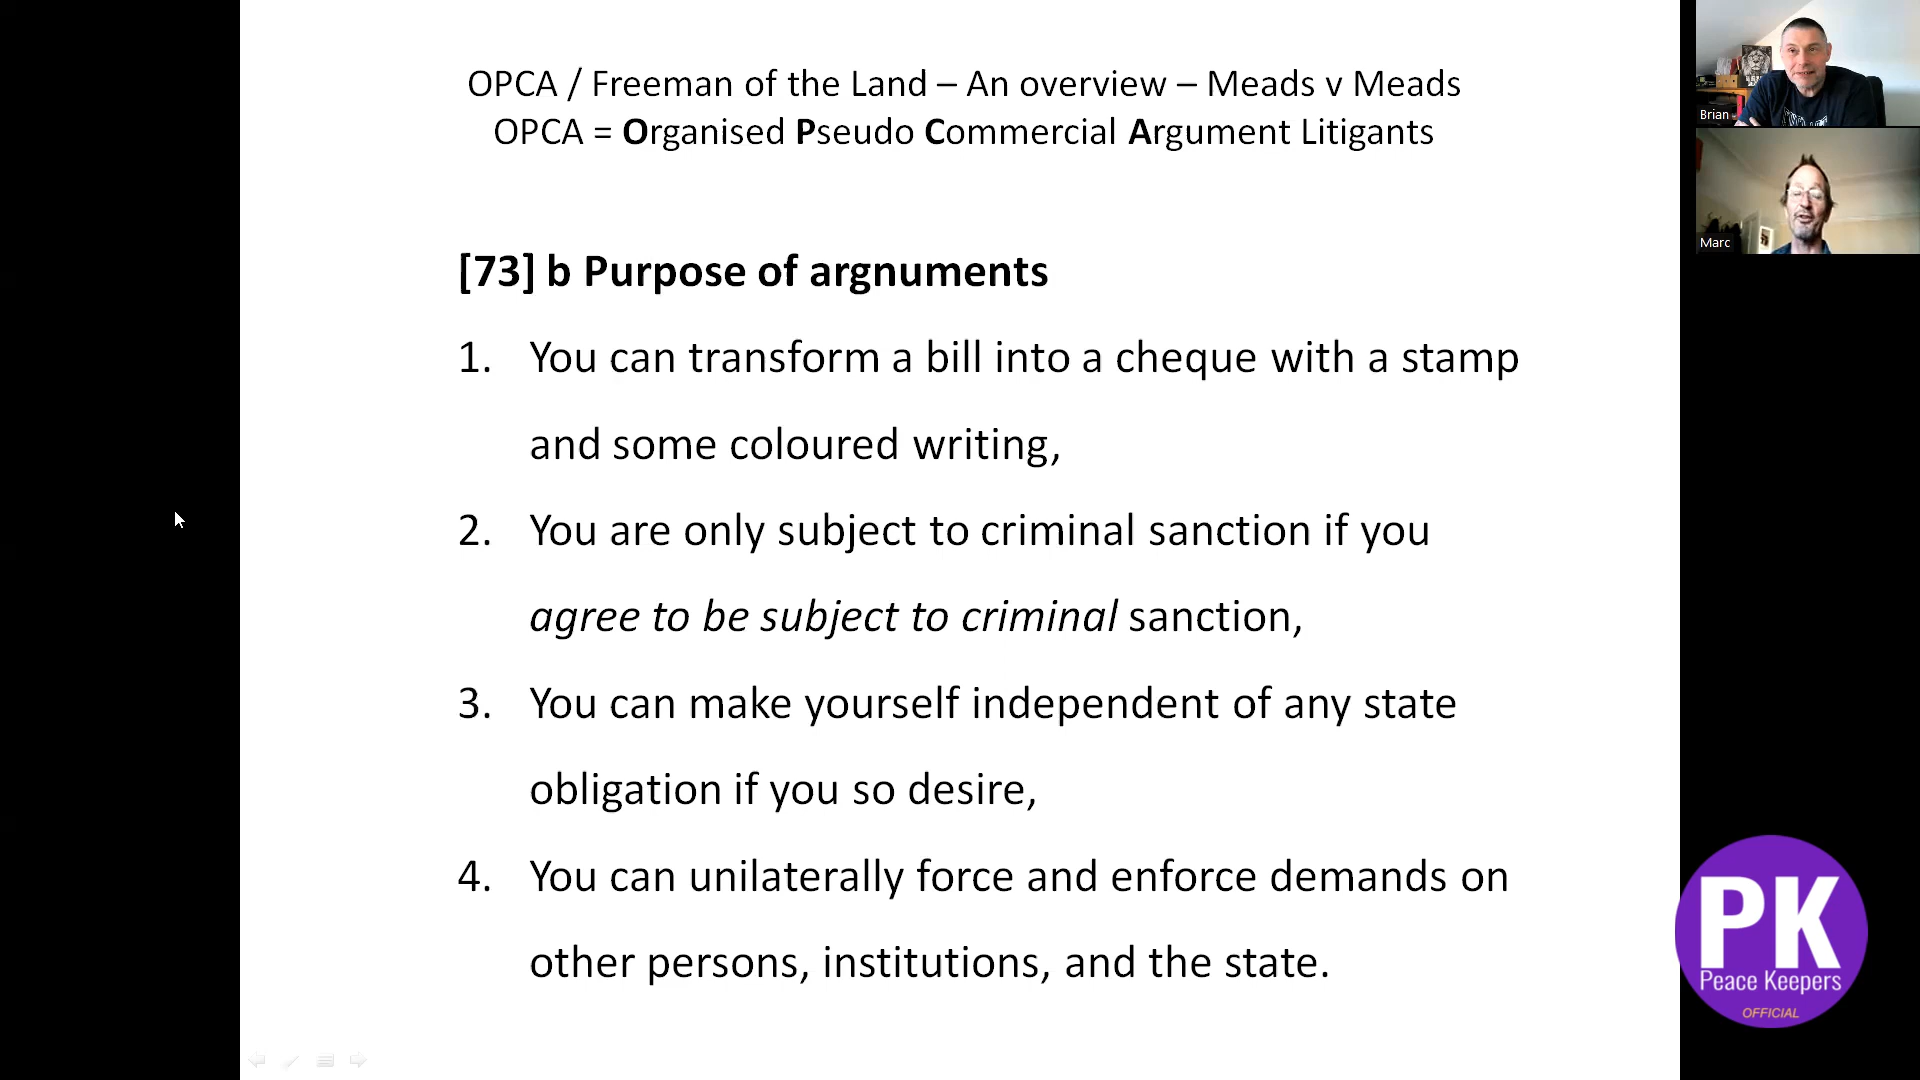 OPCA / Freeman of the Land – An overview – Meads v Meads
OPCA = Organised Pseudo Commercial Argument Litigants
[73] b Purpose of argnuments
1. You can transform a bill into a cheque with a stamp
and some coloured writing,
2. You are only subject to criminal sanction if you
agree to be subject to criminal sanction,
3. You can make yourself independent of any state
obligation if you so desire,
4. You can unilaterally force and enforce demands on
other persons, institutions, and the state.
Brian
Marc
PK
Peace Keepers
OFFICIAL